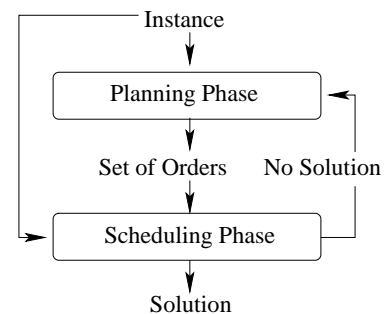 Instance
Planning Phase
Set of Orders
No Solution
Scheduling Phase
Solution